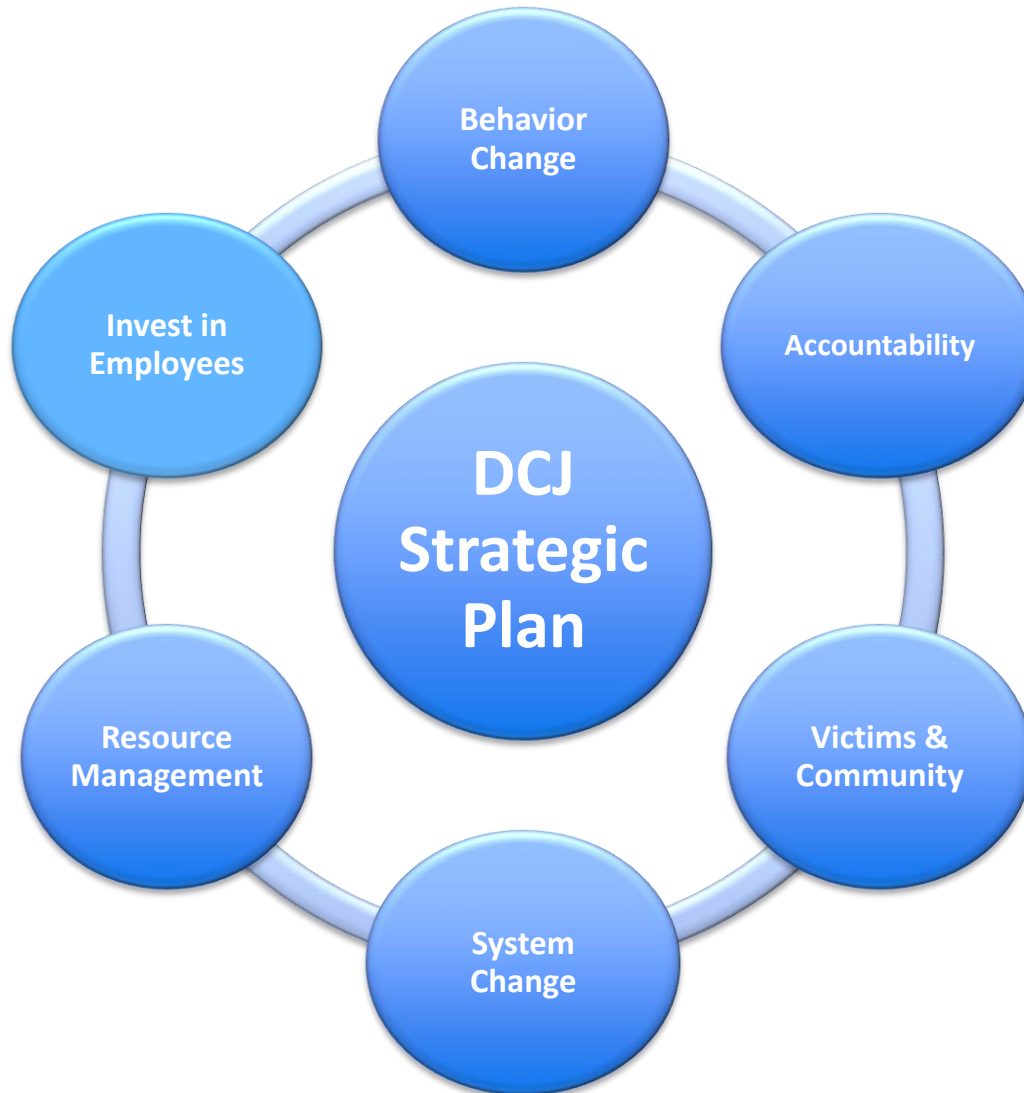 Behavior
Change
Invest in
Employees
Accountability
DCJ
Strategic
Plan
Resource
Management
Victims &
Community
System
Change